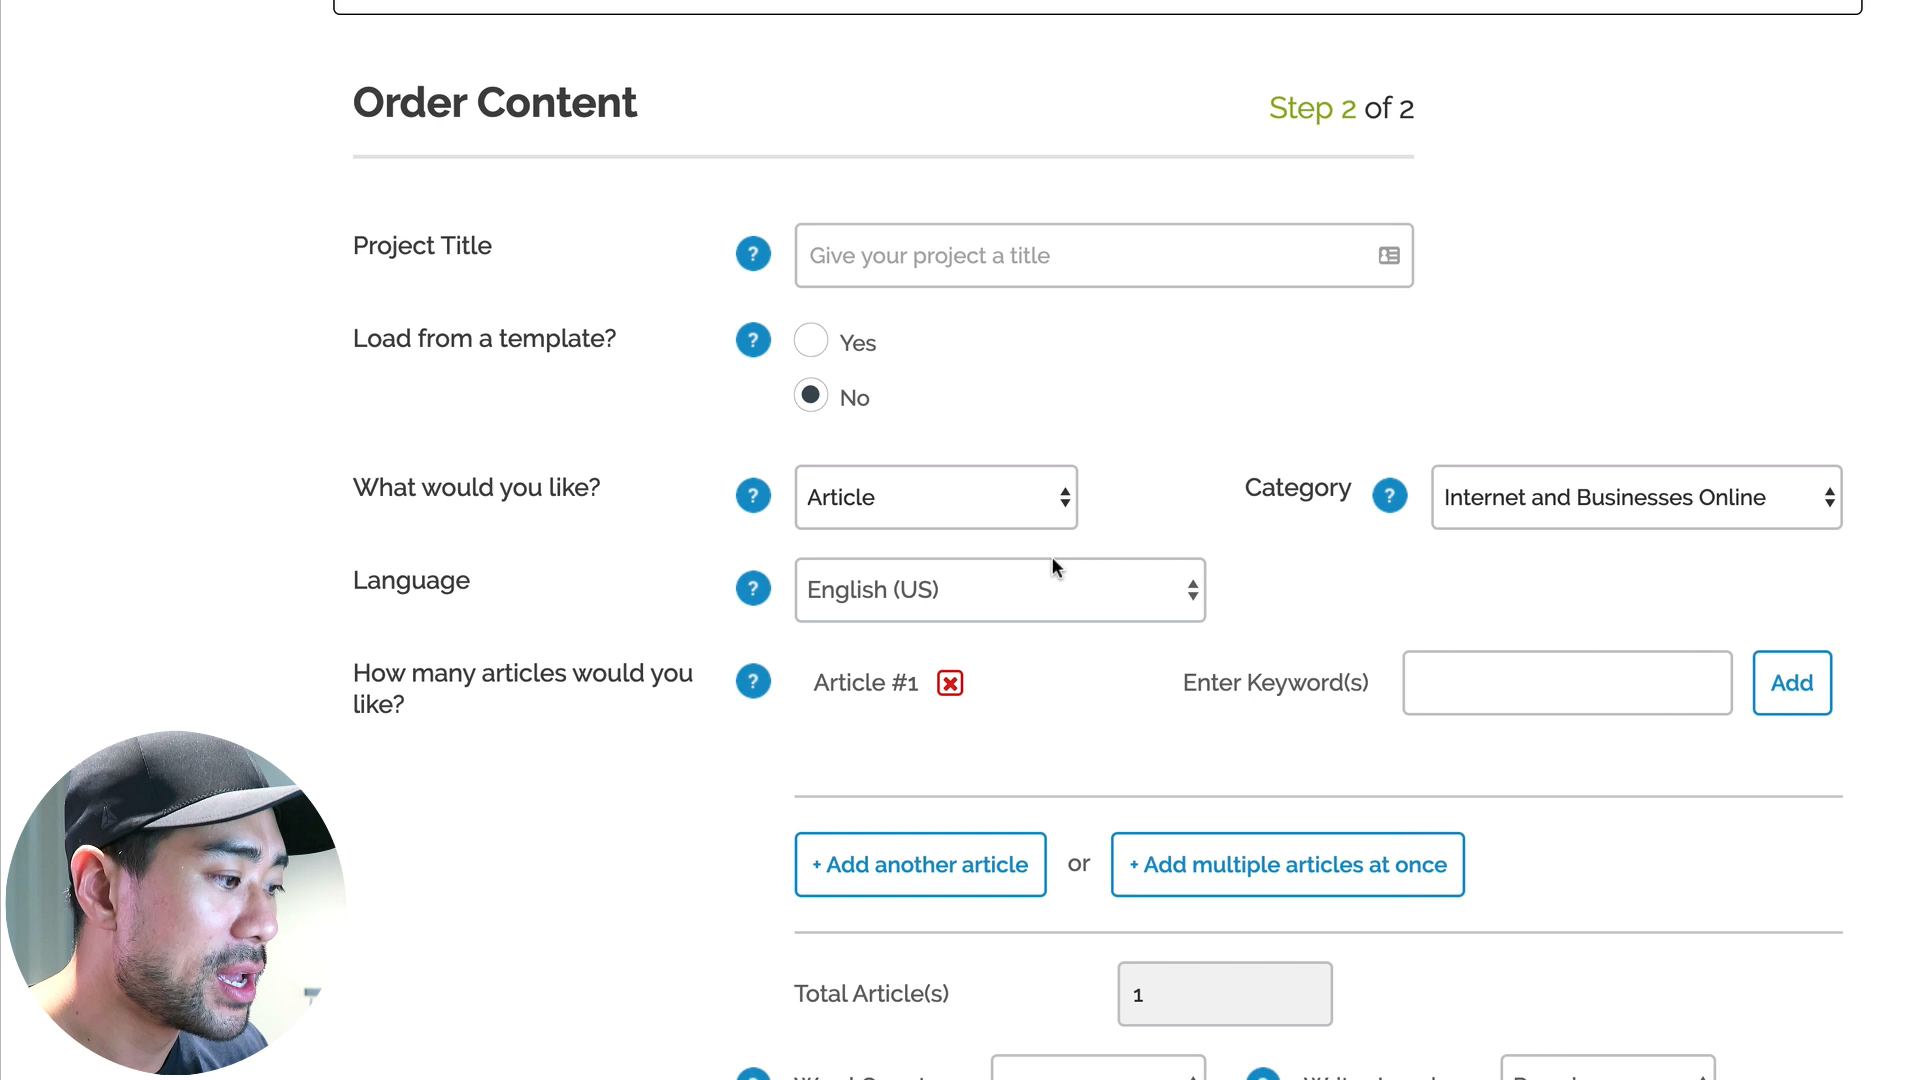 Order Content
Step 2 of 2
Project Title
?
Give your project a title
Load from a template?
?
Yes
No
What would you like?
?
Article
Category
?
Internet and Businesses Online
Language
?
English (US)
How many articles would you
like?
?
Article #1
Enter Keyword(s)
Add
+ Add another article
or
+ Add multiple articles at once
Total Article(s)
1